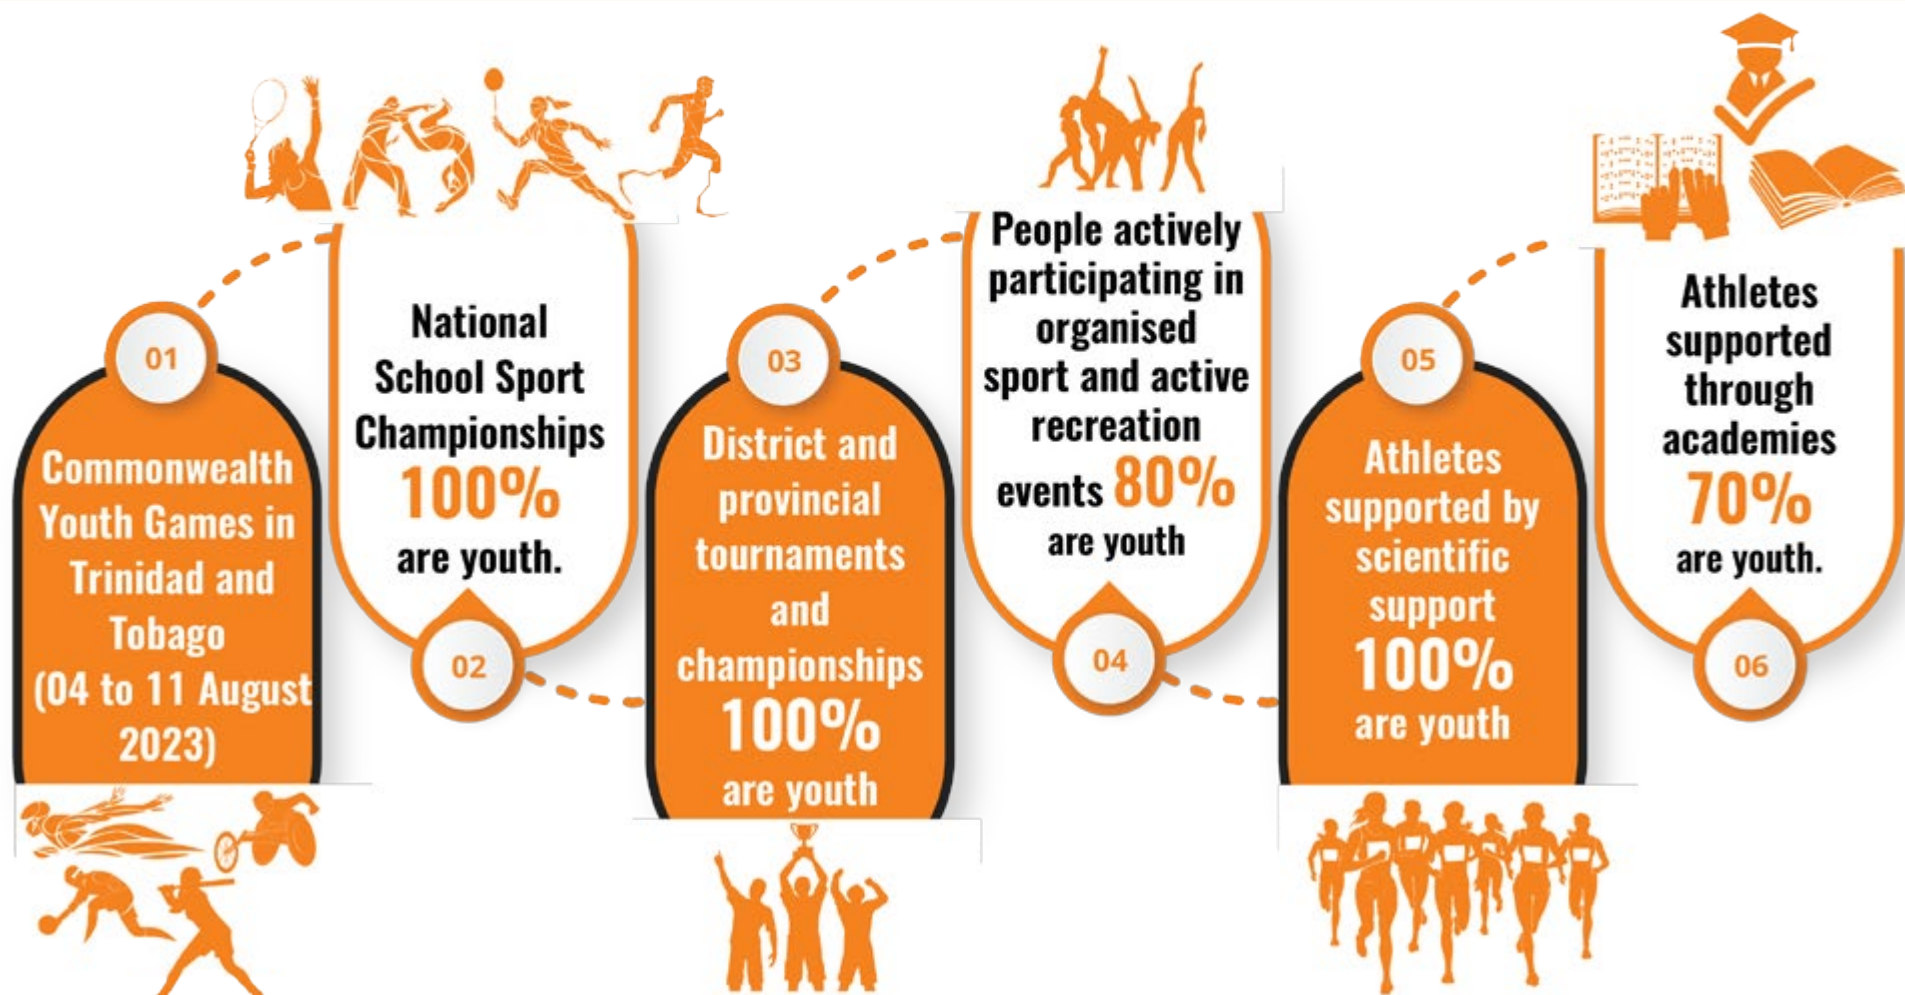 01
Commonwealth
Youth Games in
Trinidad and
Tobago
(04 to 11 August
2023)
National
School Sport
Championships
100%
are youth.
02
03
District and
provincial
tournaments
and
championships
100%
are youth
People actively
participating in
organised
sport and active
recreation
events 80%
are youth
04
05
Athletes
supported by
scientific
support
100%
are youth
Athletes
supported
through
academies
70%
are youth.
06